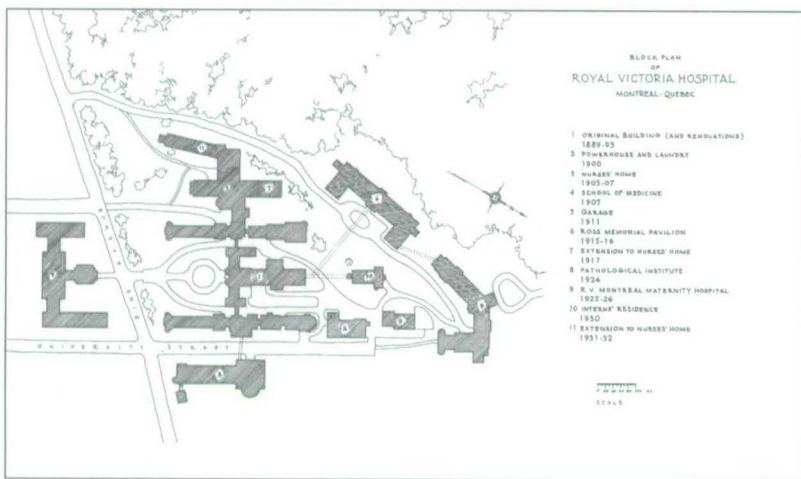 BLOCK PLAN
OF
ROYAL VICTORIA HOSPITAL
MONTREAL - QUEBEC
1 ORIGINAL BUILDING (AND RENOVATIONS)
1889-93
2 POWERHOUSE AND LAUNDRY
1900
3 NURSES' HOME
1905-07
4 SCHOOL OF MEDICINE
1907
5 GARAGE
1911
6 ROSS MEMORIAL PAVILION
1915-16
7 EXTENSION TO NURSES' HOME
1917
8 PATHOLOGICAL INSTITUTE
1924
9 R.V. MONTREAL MATERNITY HOSPITAL
1925-26
10 INTERNS' RESIDENCE
1930
11 EXTENSION TO NURSES' HOME
1931-32
SCALE
UNIVERSITY STREET